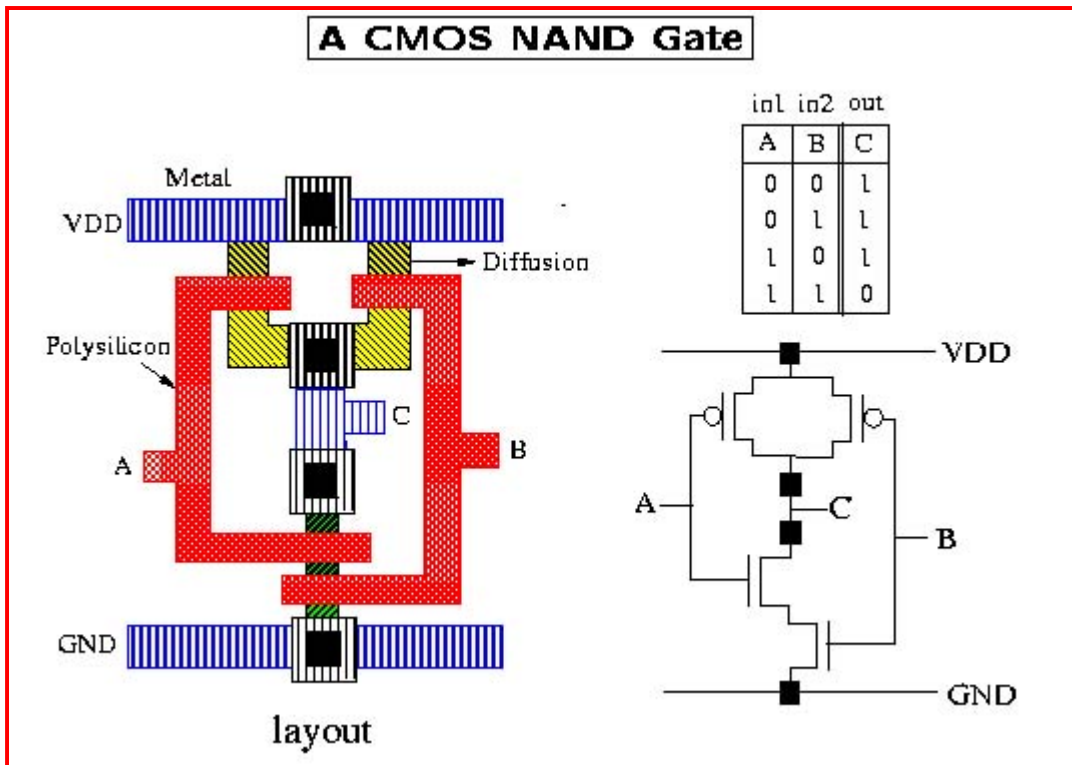 A CMOS NAND Gate
in1 in2 out
A B C
0 0 1
0 1 1
1 0 1
1 1 0
Metal
VDD
Diffusion
Polysilicon
A
C
B
GND
layout
VDD
A
C
B
GND